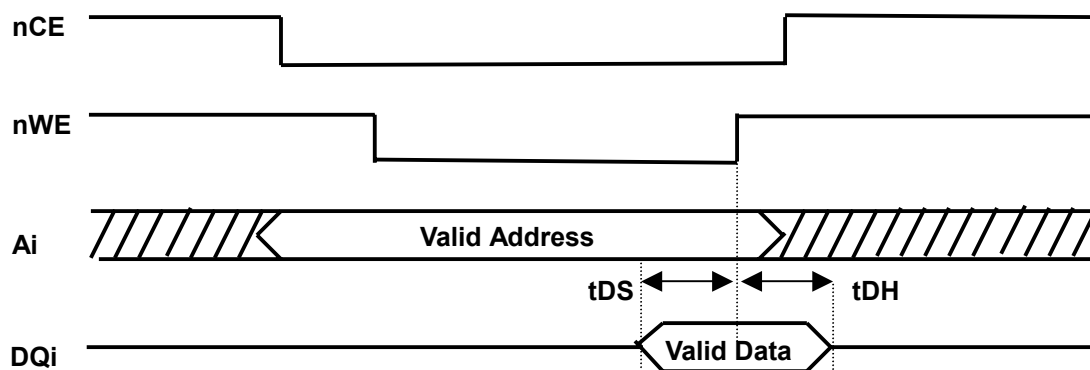 nCE
nWE
Ai
Valid Address
tDS
tDH
DQi
Valid Data